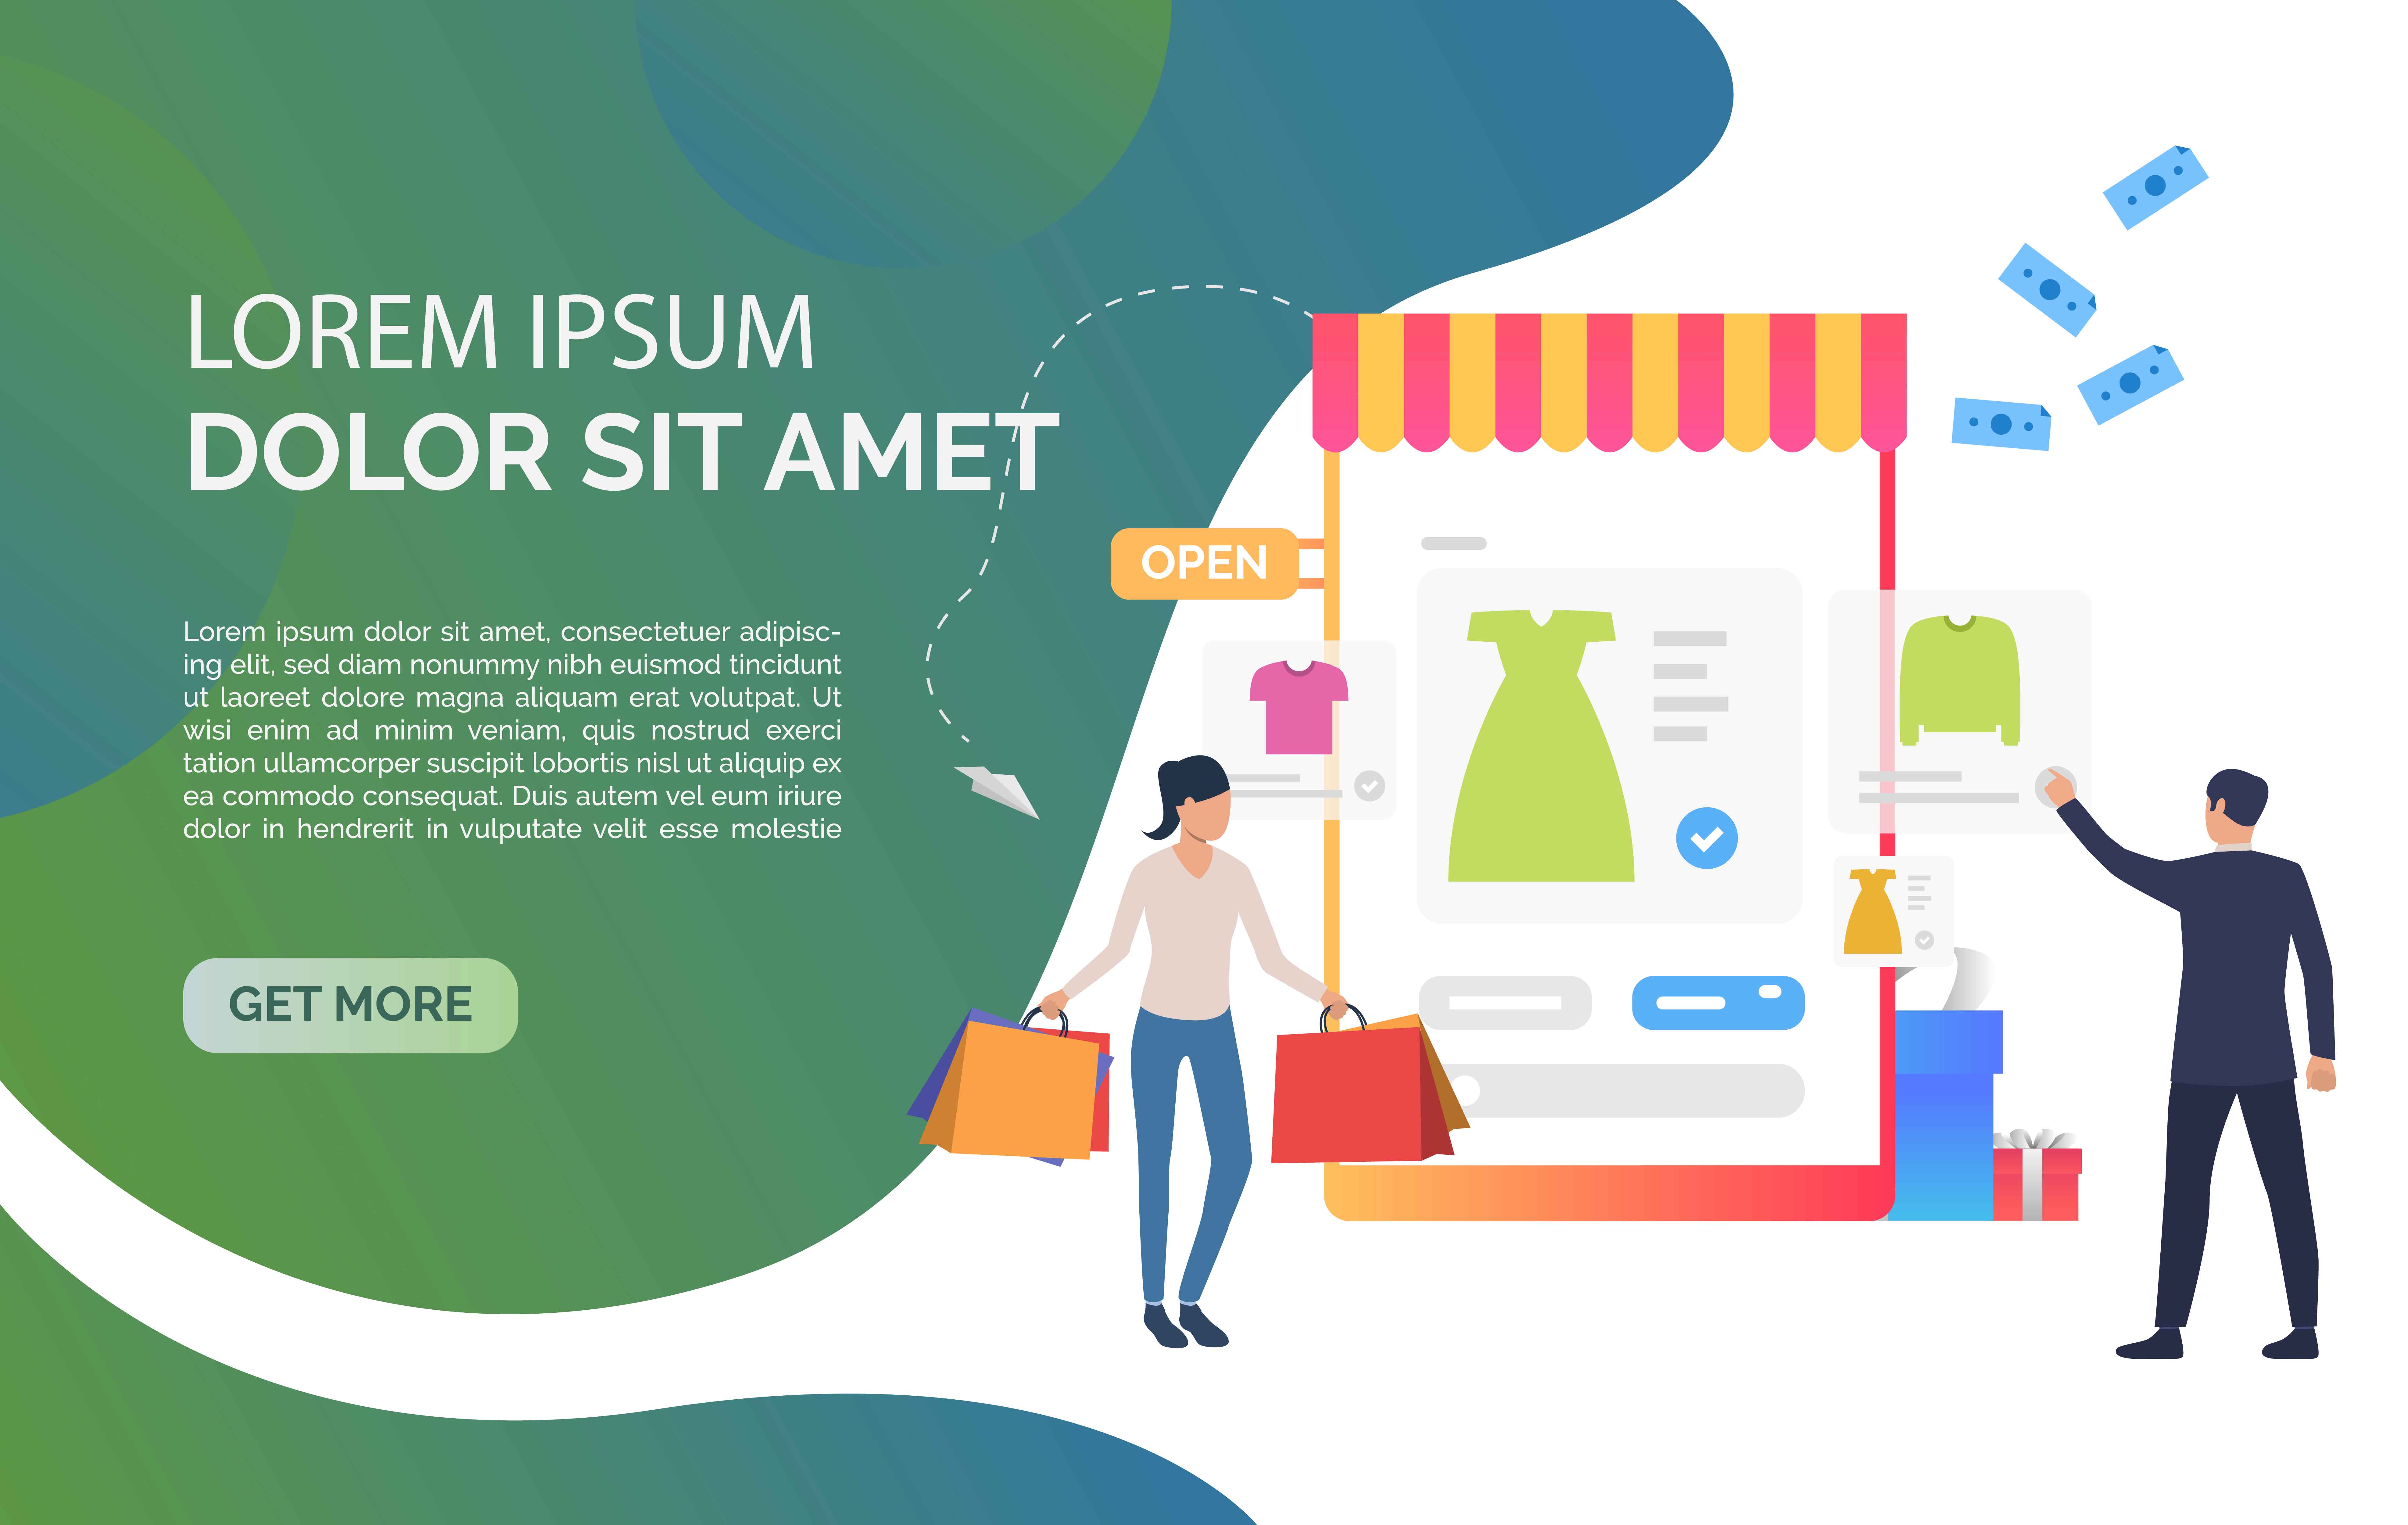 LOREM IPSUM
DOLOR SIT AMET
Lorem ipsum dolor sit amet, consectetuer adipisc-
ing elit, sed diam nonummy nibh euismod tincidunt
ut laoreet dolore magna aliquam erat volutpat. Ut
wisi enim ad minim veniam, quis nostrud exerci
tation ullamcorper suscipit lobortis nisl ut aliquip ex
ea commodo consequat. Duis autem vel eum iriure
dolor in hendrerit in vulputate velit esse molestie
GET MORE
OPEN